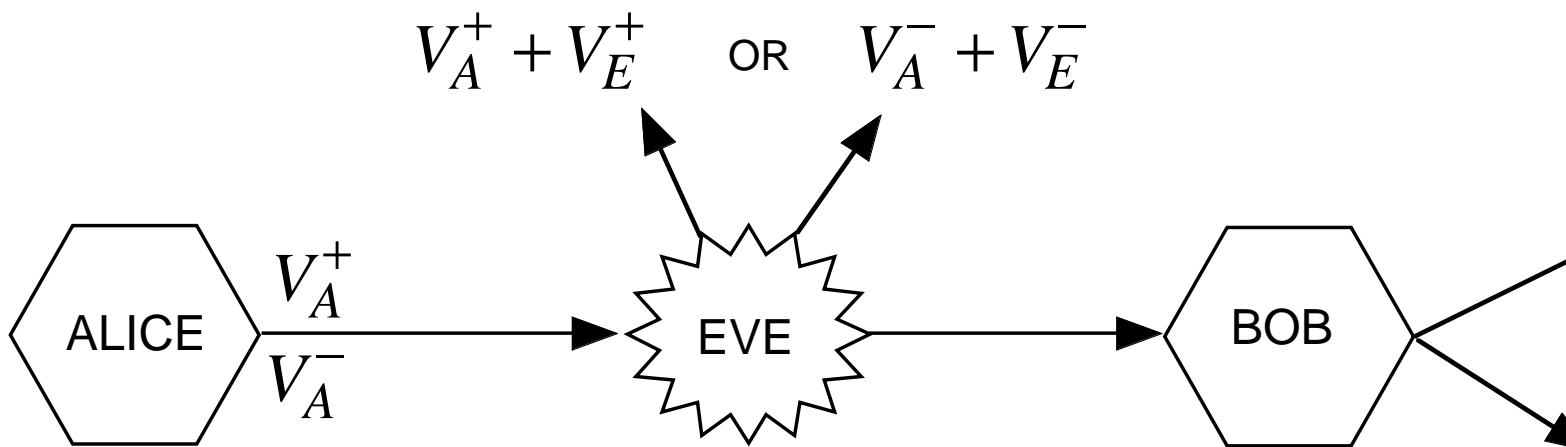 V_A^+ + V_E^+ OR V_A^- + V_E^-
V_A^+
ALICE EVE BOB
V_A^-